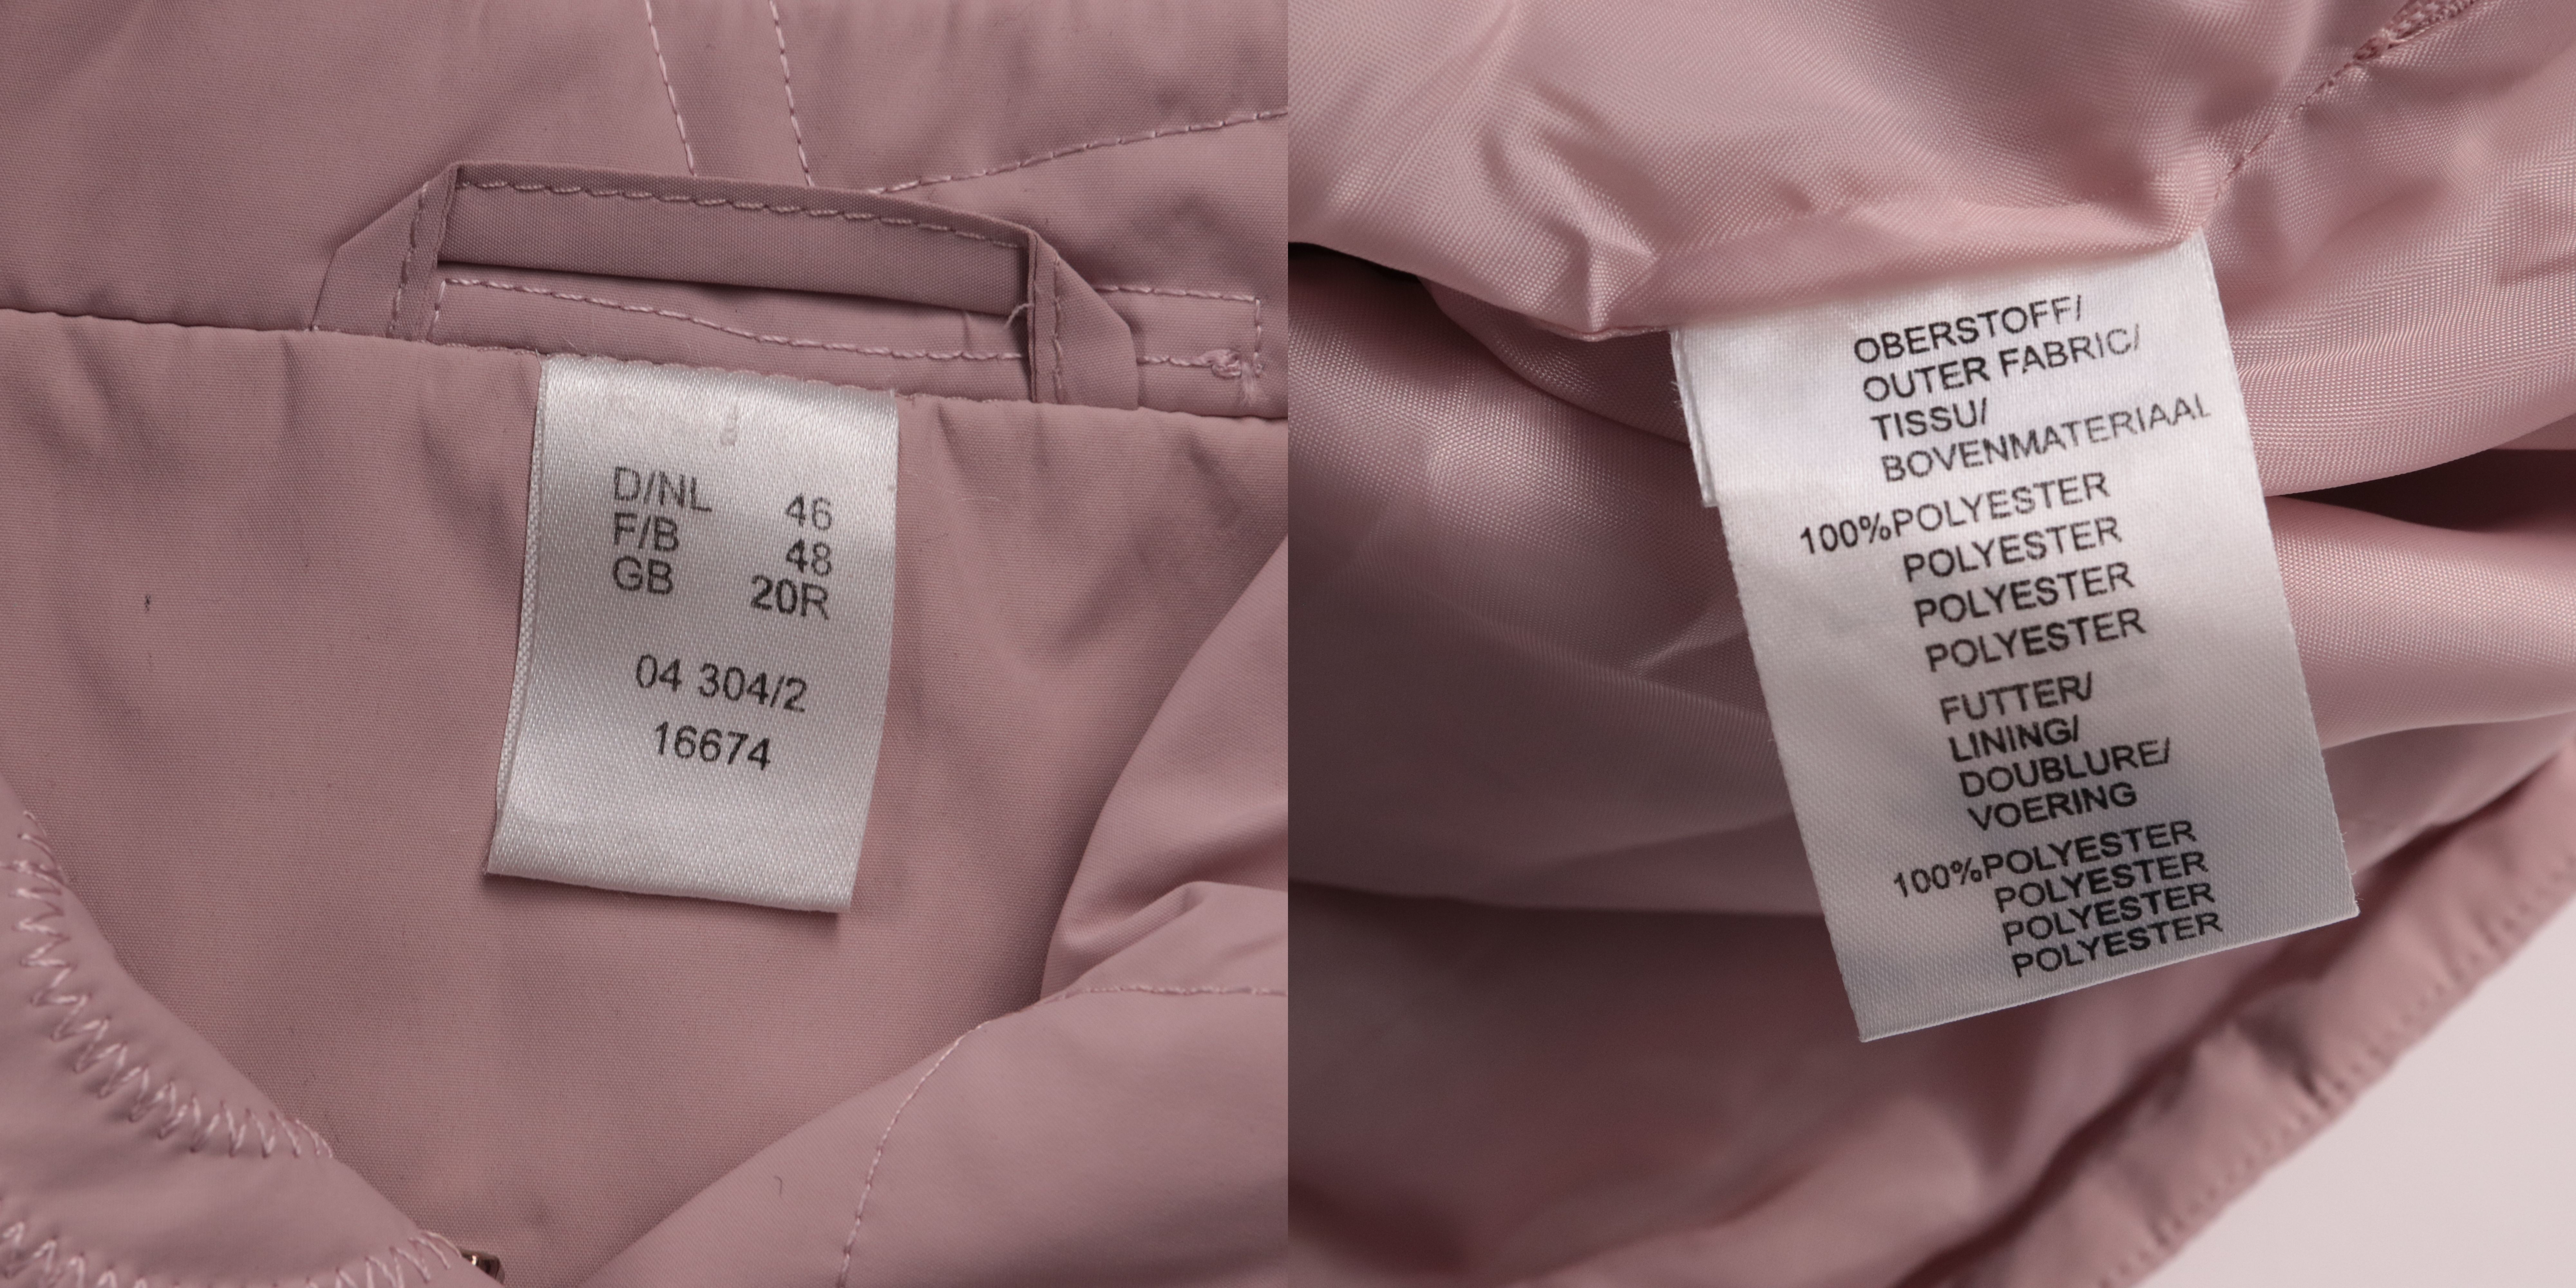 D/NL 46
F/B 48
GB 20R
04 304/2
16674
OBERSTOFF/
OUTER FABRIC/
TISSU/
BOVENMATERIAAL
100%POLYESTER
POLYESTER
POLYESTER
POLYESTER
FUTTER/
LINING/
DOUBLURE/
VOERING
100%POLYESTER
POLYESTER
POLYESTER
POLYESTER